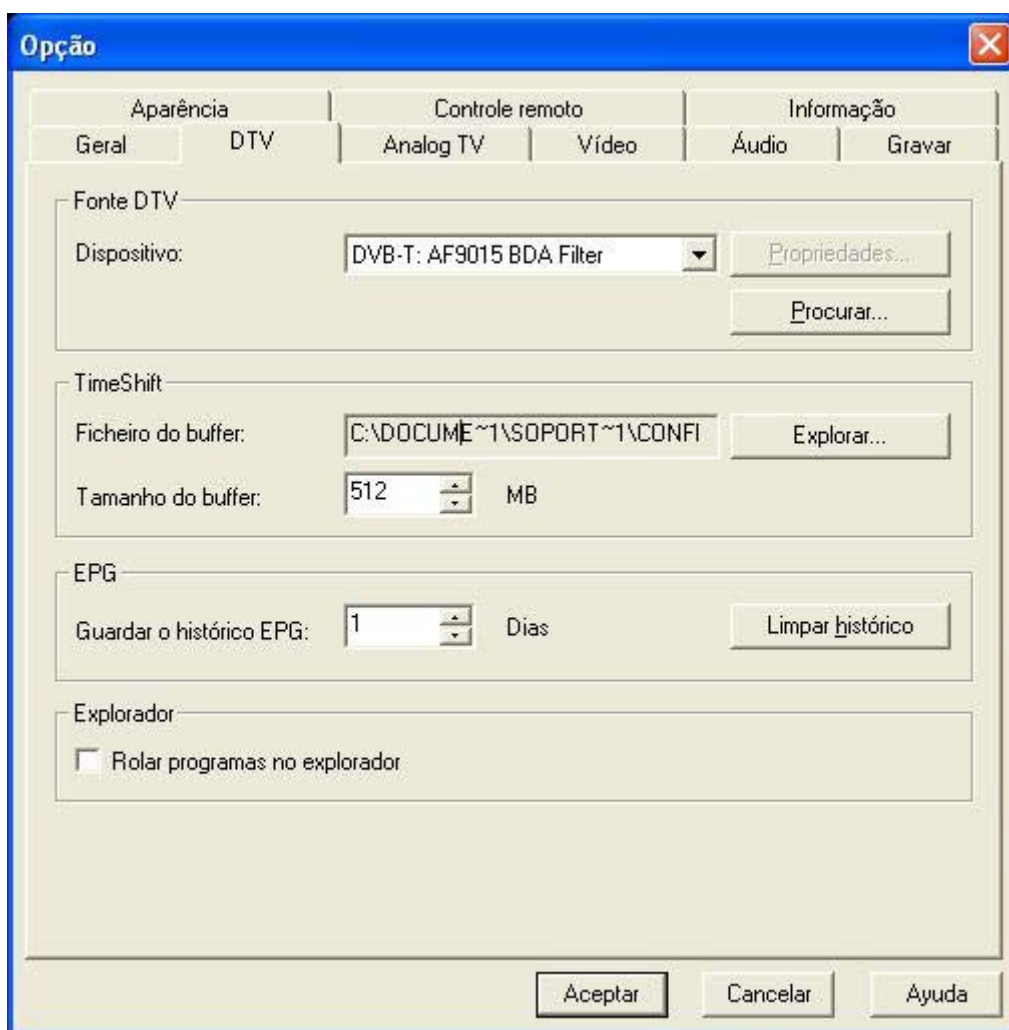 Opção
Aparência Controle remoto Informação
Geral DTV Analog TV Vídeo Áudio Gravar
Fonte DTV
Dispositivo: DVB-T: AF9015 BDA Filter Propriedades...
Procurar...
TimeShift
Ficheiro do buffer: C:\DOCUME~1\SOPORT~1\CONFI Explorar...
Tamanho do buffer: 512 MB
EPG
Guardar o histórico EPG: 1 Dias Limpar histórico
Explorador
Rolar programas no explorador
Aceptar Cancelar Ayuda